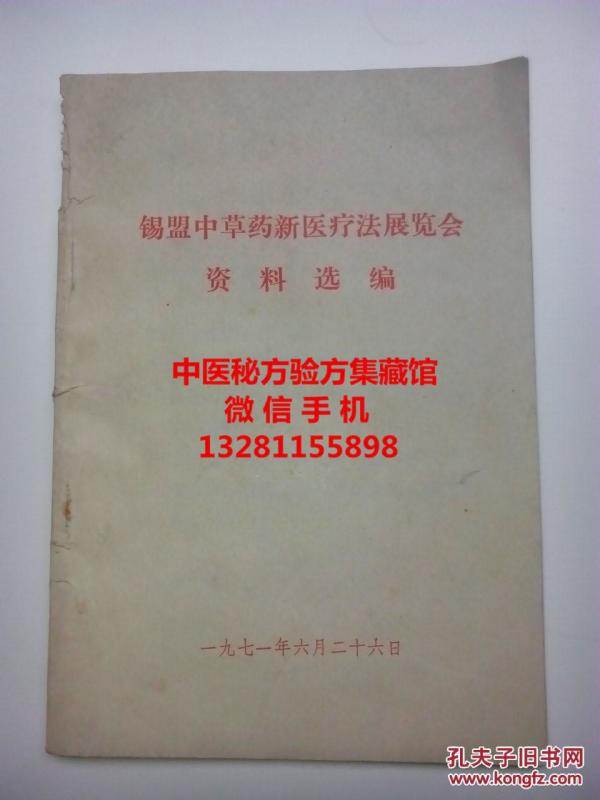 锡盟中草药新医疗法展览会
资料选编
中医秘方验方集藏馆
微信手机
13281155898
一九七一年六月二十六日
孔夫子旧书网
www.kongfz.com